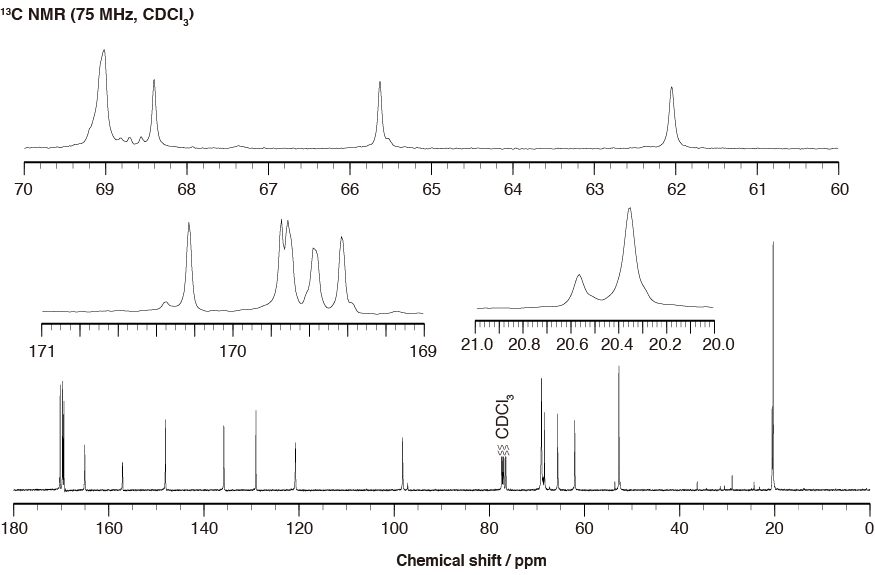 ¹³C NMR (75 MHz, CDCl₃)
70 69 68 67 66 65 64 63 62 61 60
171 170 169
21.0 20.8 20.6 20.4 20.2 20.0
CDCl₃
180 160 140 120 100 80 60 40 20 0
Chemical shift / ppm